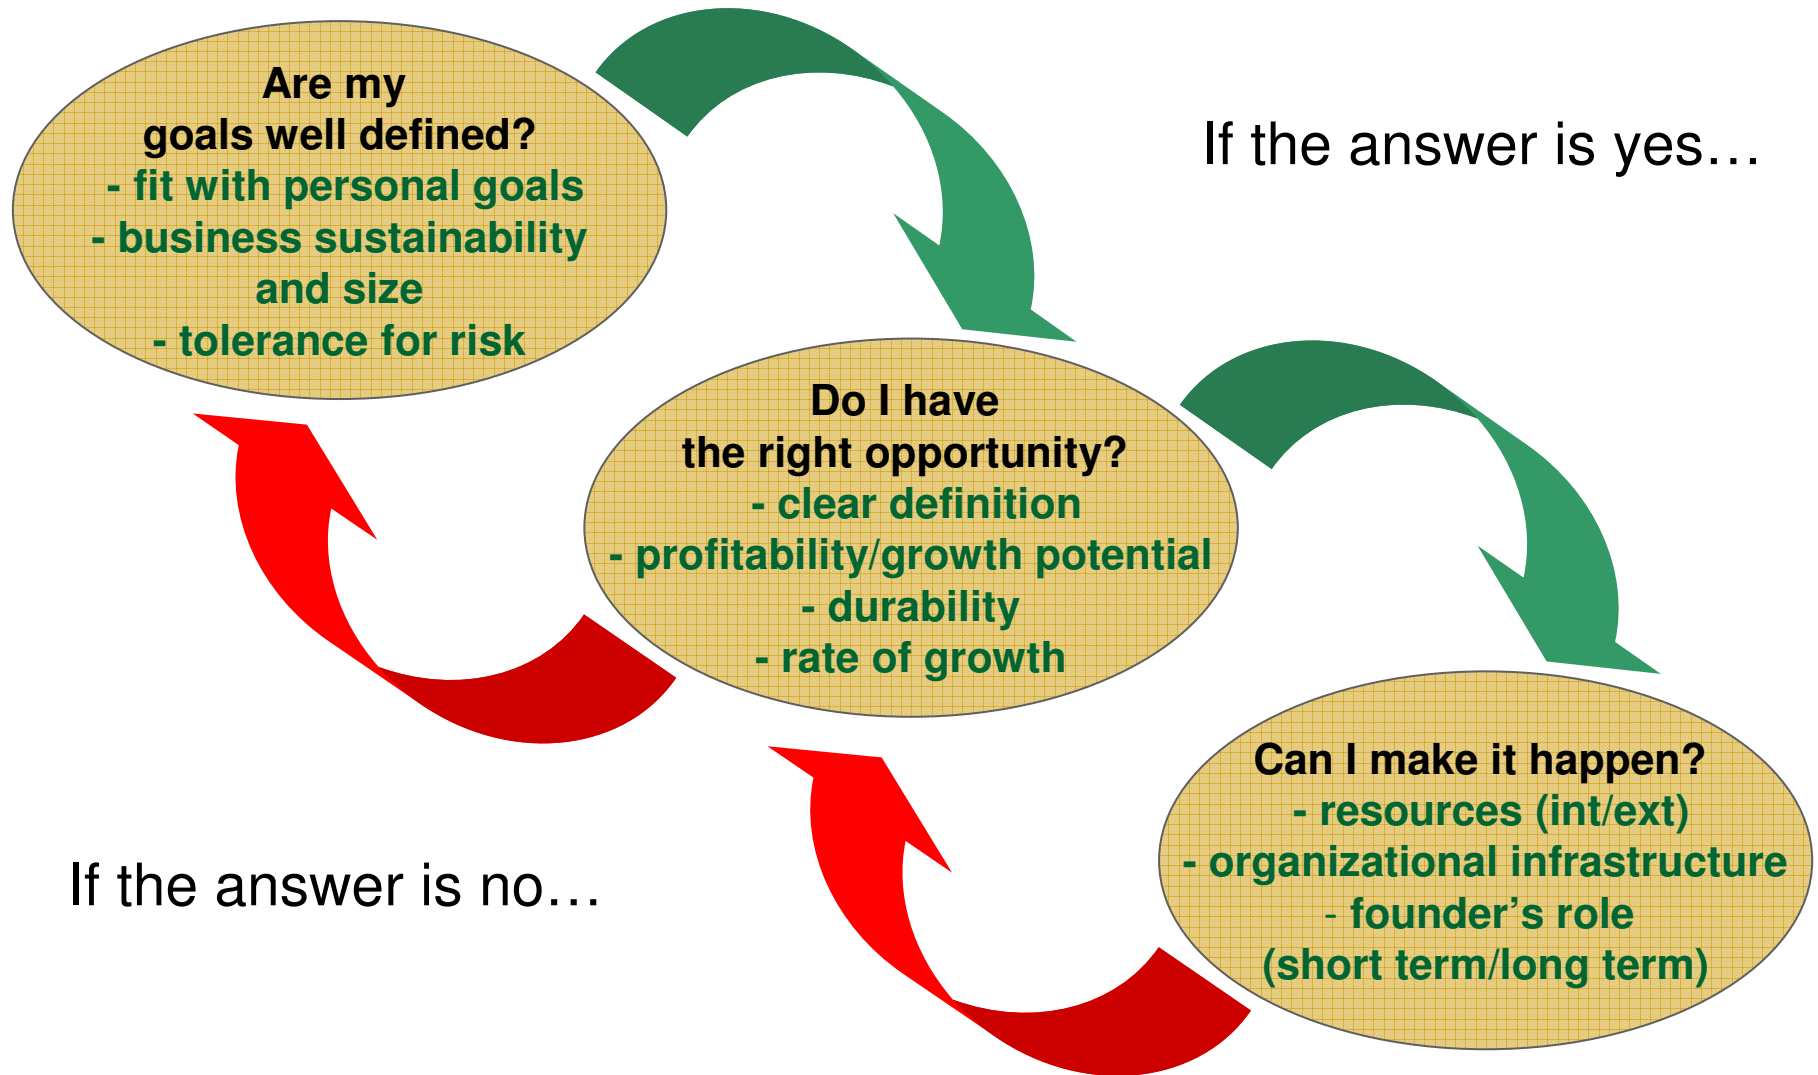 Are my
goals well defined?
- fit with personal goals
- business sustainability
and size
- tolerance for risk
If the answer is yes…
Do I have
the right opportunity?
- clear definition
- profitability/growth potential
- durability
- rate of growth
If the answer is no…
Can I make it happen?
- resources (int/ext)
- organizational infrastructure
- founder’s role
(short term/long term)